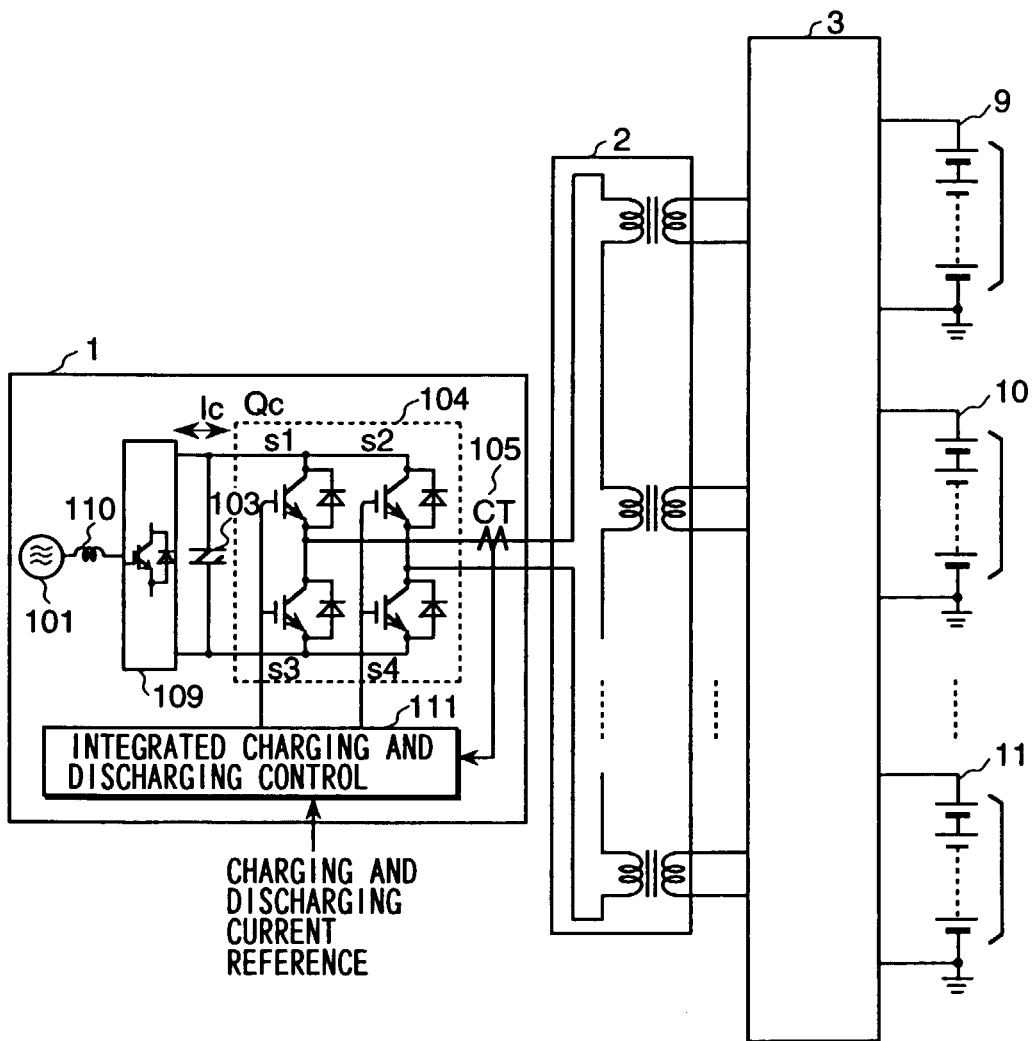 3
9
2
10
1
Ic
Qc
104
s1
s2
105
CT
110
103
101
s3
s4
109
111
11
INTEGRATED CHARGING AND
DISCHARGING CONTROL
CHARGING AND
DISCHARGING
CURRENT
REFERENCE